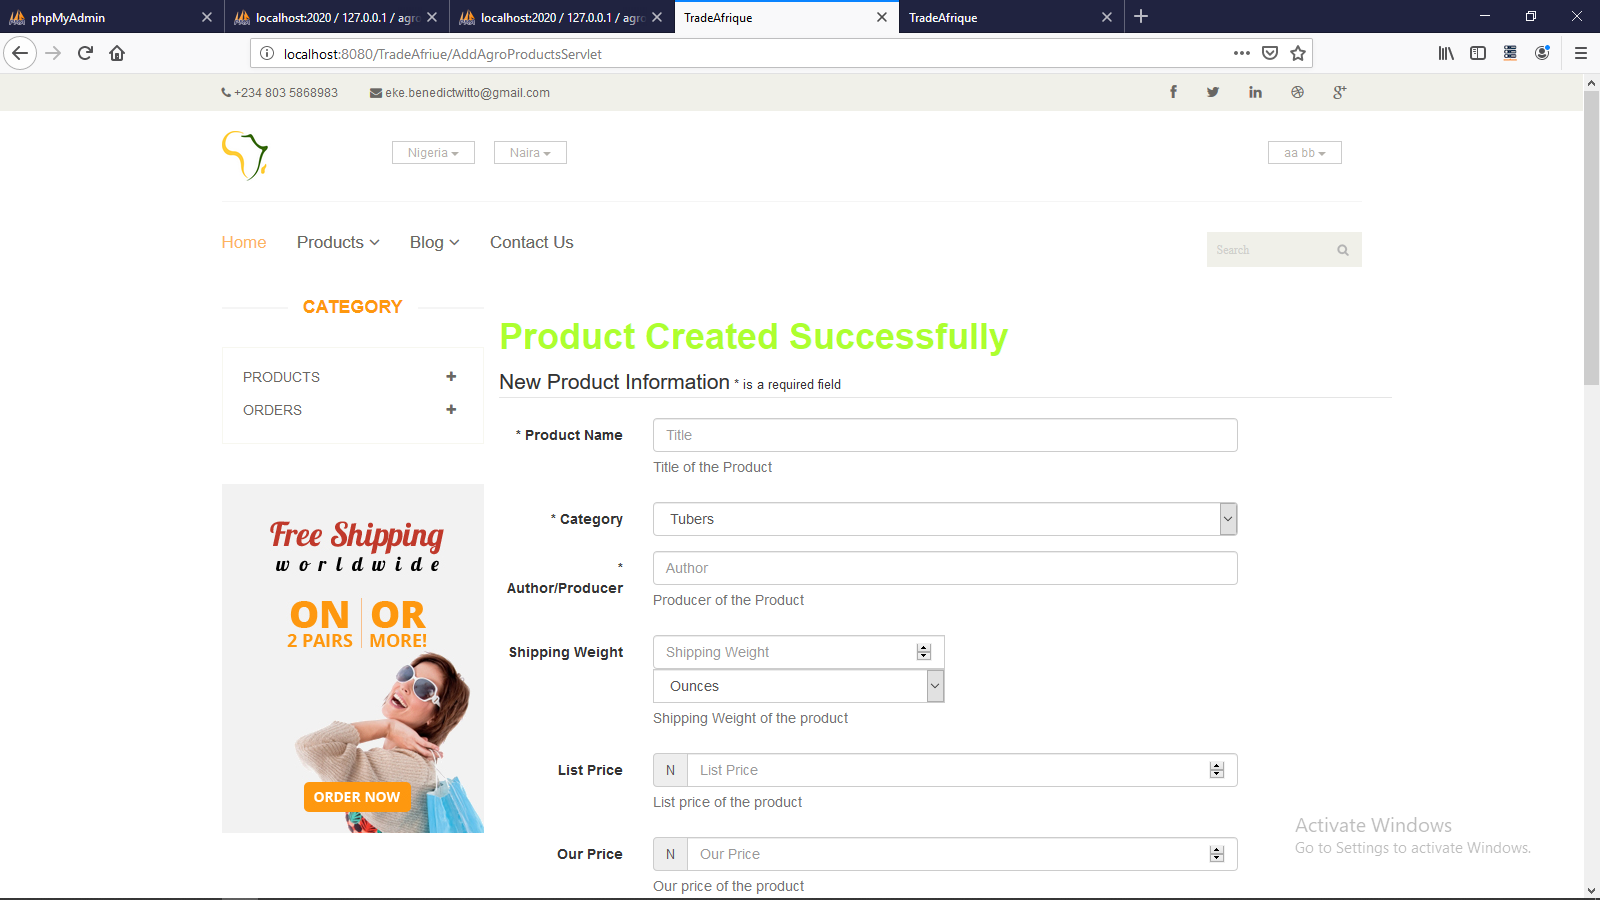 phpMyAdmin
localhost:2020 / 127.0.0.1 / agro
localhost:2020 / 127.0.0.1 / agro
TradeAfrique
TradeAfrique
localhost:8080/TradeAfriue/AddAgroProductsServlet
+234 803 5868983
eke.benedictwitto@gmail.com
Nigeria
Naira
aa bb
Home
Products
Blog
Contact Us
Search
CATEGORY
PRODUCTS
ORDERS
Free Shipping
worldwide
ON OR
2 PAIRS MORE!
ORDER NOW
Product Created Successfully
New Product Information * is a required field
* Product Name
Title
Title of the Product
* Category
Tubers
* Author/Producer
Author
Producer of the Product
Shipping Weight
Shipping Weight
Ounces
Shipping Weight of the product
List Price
N List Price
List price of the product
Our Price
N Our Price
Our price of the product
Activate Windows
Go to Settings to activate Windows.